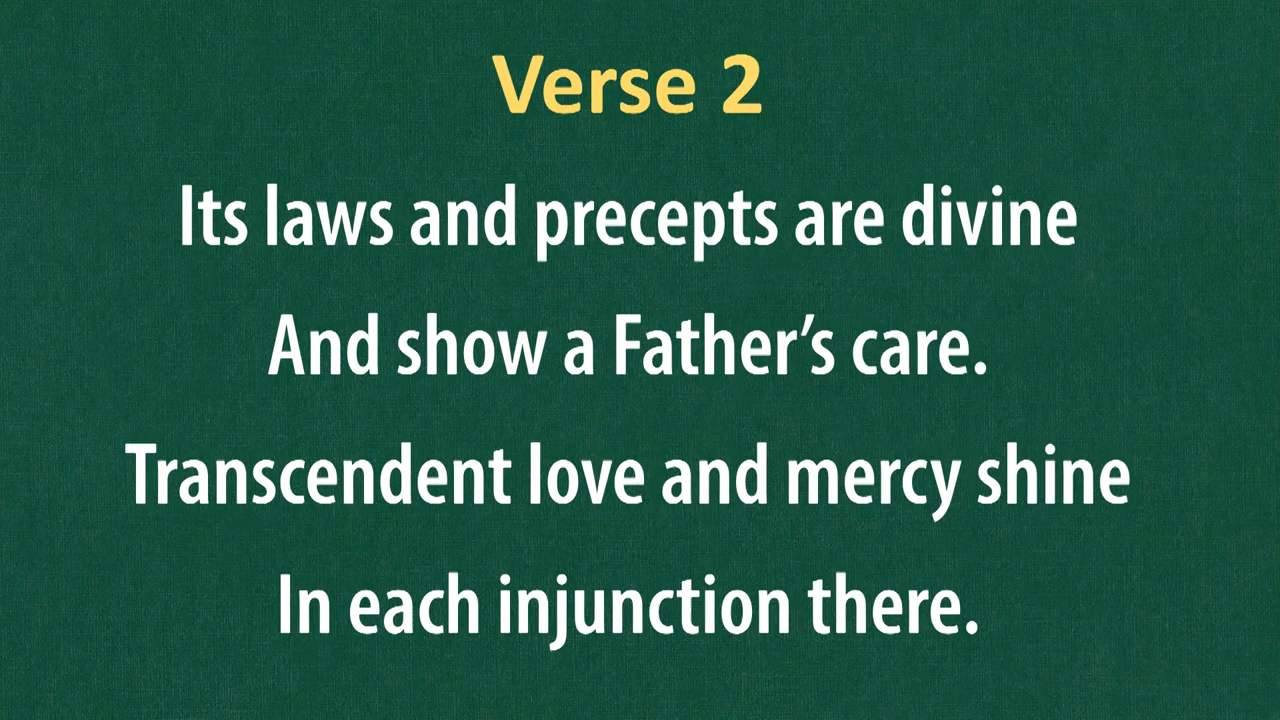 Verse 2
Its laws and precepts are divine
And show a Father’s care.
Transcendent love and mercy shine
In each injunction there.